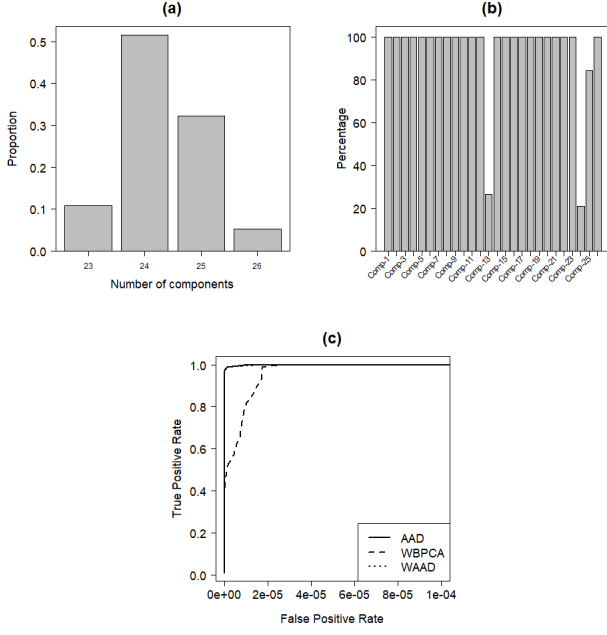 (a)
0.5
0.4
0.3
0.2
0.1
0.0
Proportion
23 24 25 26
Number of components
(b)
100
80
60
40
20
0
Percentage
Comp-1 Comp-3 Comp-5 Comp-7 Comp-9 Comp-11 Comp-13 Comp-15 Comp-17 Comp-19 Comp-21 Comp-23 Comp-25
(c)
1.0
0.8
0.6
0.4
0.2
0.0
True Positive Rate
AAD
WBPCA
WAAD
0e+00 2e-05 4e-05 6e-05 8e-05 1e-04
False Positive Rate